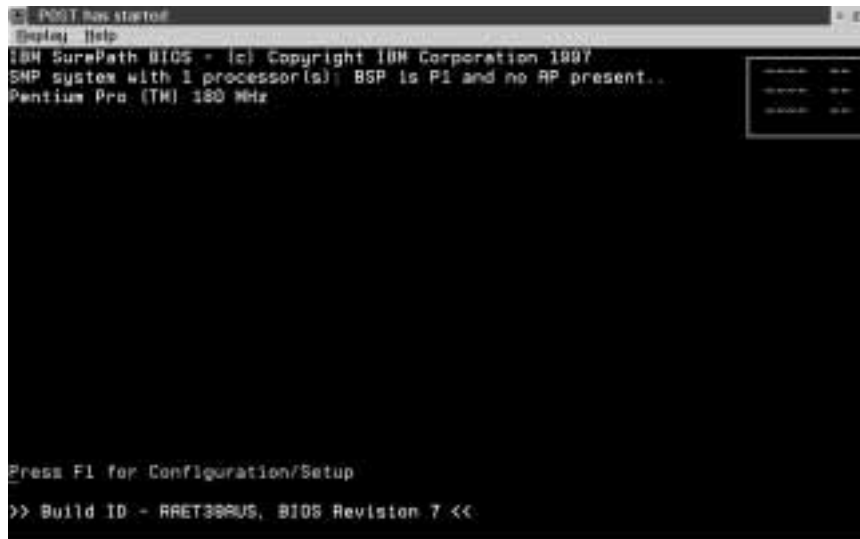 POST has started
Display Help
IBM SurePath BIOS - (c) Copyright IBM Corporation 1997
SMP system with 1 processor(s): BSP is P1 and no AP present..
Pentium Pro (TM) 180 MHz
---- --
---- --
---- --
Press F1 for Configuration/Setup
>> Build ID - , BIOS Revision 7 <<